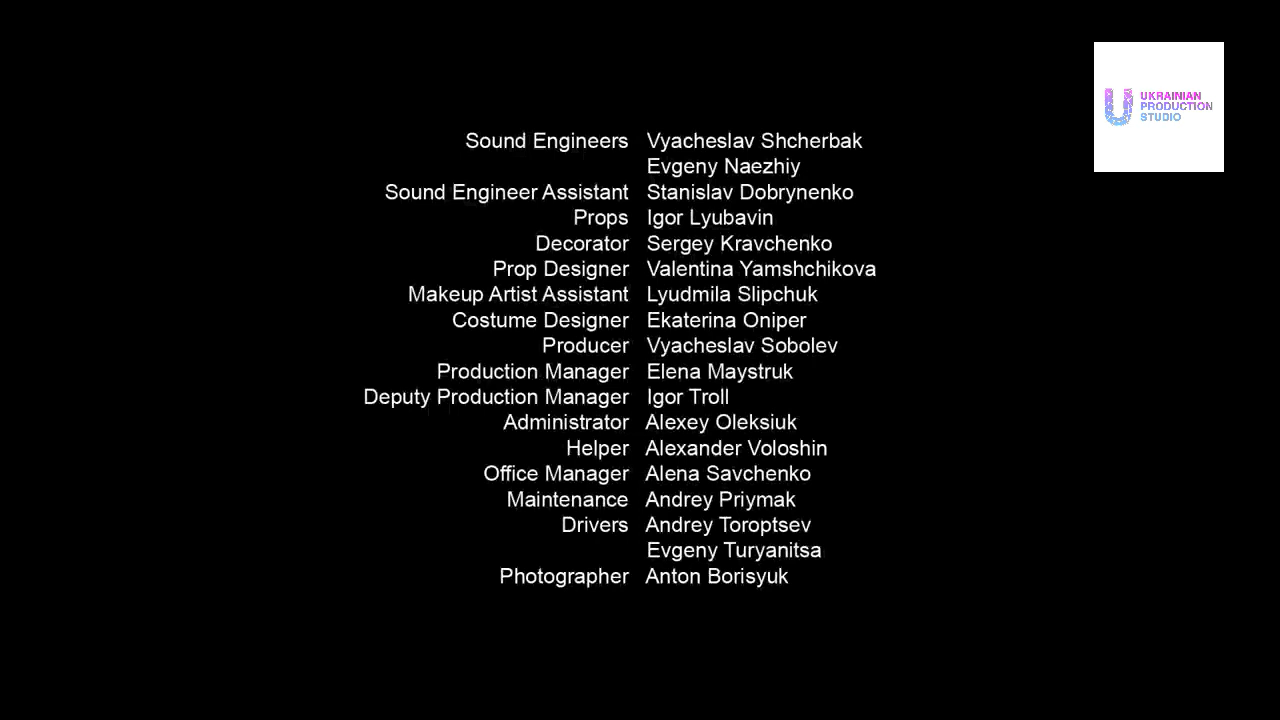 UKRAINIAN
PRODUCTION
STUDIO
Sound Engineers Vyacheslav Shcherbak
Evgeny Naezhiy
Sound Engineer Assistant Stanislav Dobrynenko
Props Igor Lyubavin
Decorator Sergey Kravchenko
Prop Designer Valentina Yamshchikova
Makeup Artist Assistant Lyudmila Slipchuk
Costume Designer Ekaterina Oniper
Producer Vyacheslav Sobolev
Production Manager Elena Maystruk
Deputy Production Manager Igor Troll
Administrator Alexey Oleksiuk
Helper Alexander Voloshin
Office Manager Alena Savchenko
Maintenance Andrey Priymak
Drivers Andrey Toroptsev
Evgeny Turyanitsa
Photographer Anton Borisyuk